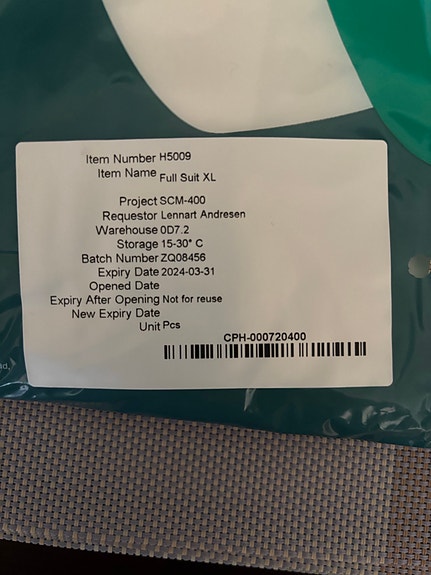 Item Number H5009
Item Name Full Suit XL
Project SCM-400
Requestor Lennart Andresen
Warehouse 0D7.2
Storage 15-30° C
Batch Number ZQ08456
Expiry Date 2024-03-31
Opened Date
Expiry After Opening Not for reuse
New Expiry Date
Unit Pcs
CPH-000720400